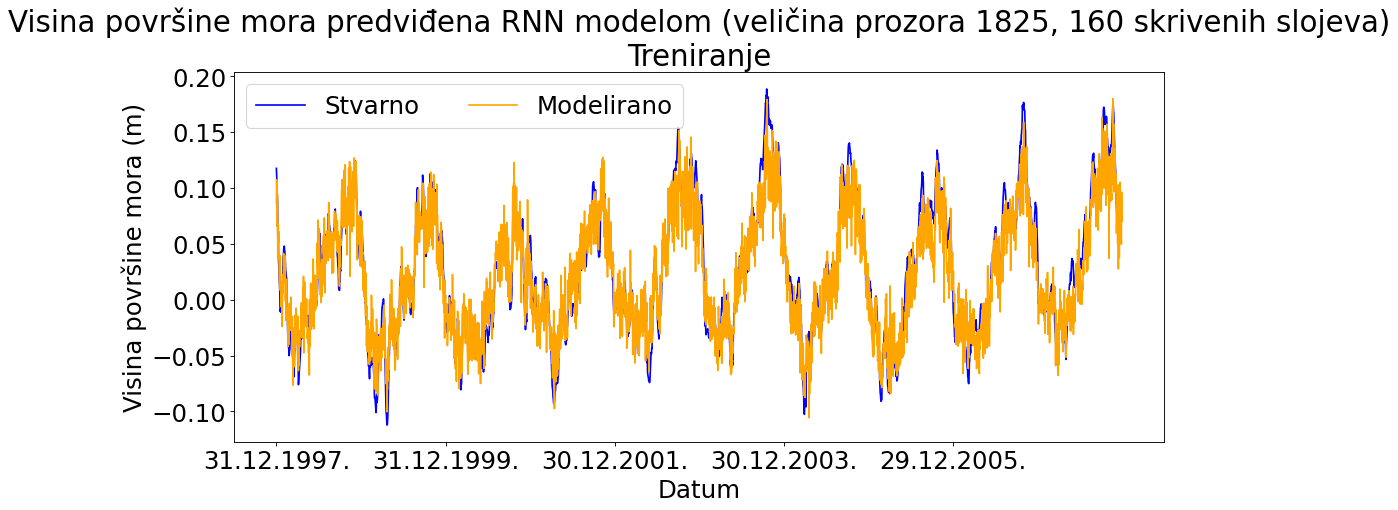 Visina površine mora predviđena RNN modelom (veličina prozora 1825, 160 skrivenih slojeva)
Treniranje
Stvarno Modelirano
Visina površine mora (m)
0.20
0.15
0.10
0.05
0.00
−0.05
−0.10
31.12.1997. 31.12.1999. 30.12.2001. 30.12.2003. 29.12.2005.
Datum